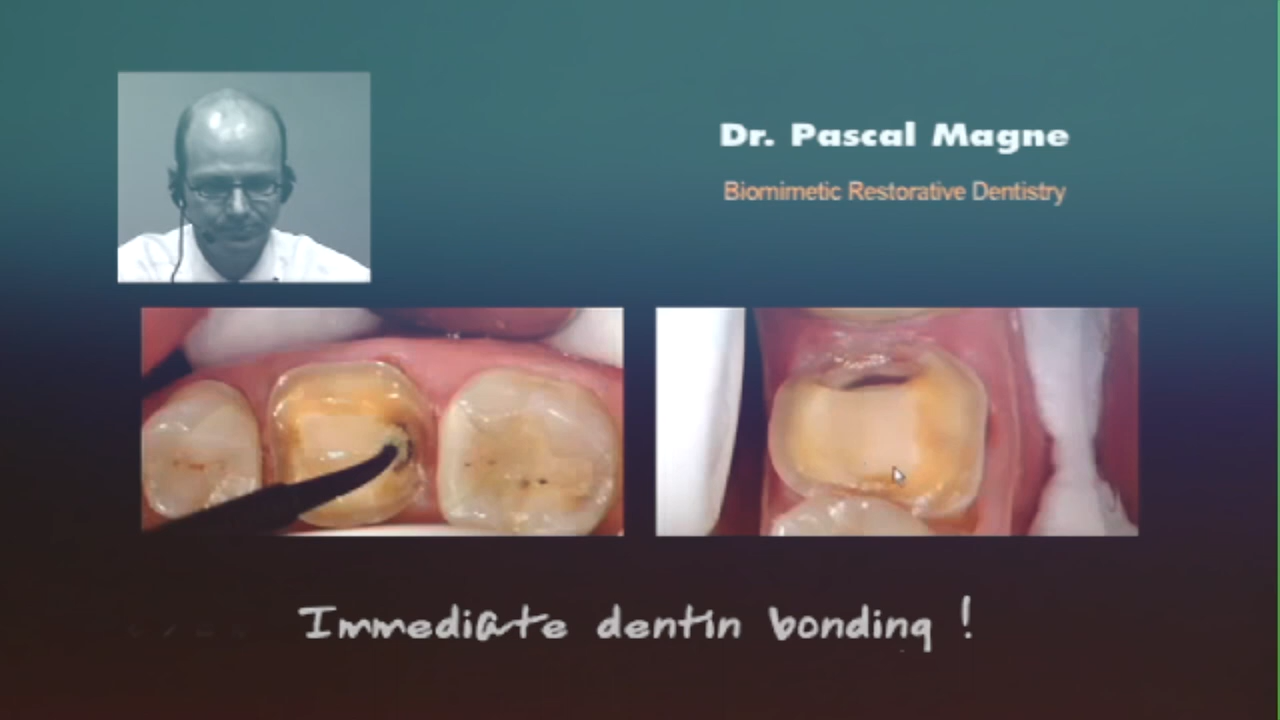 Dr. Pascal Magne
Biomimetic Restorative Dentistry
Immediate dentin bonding !